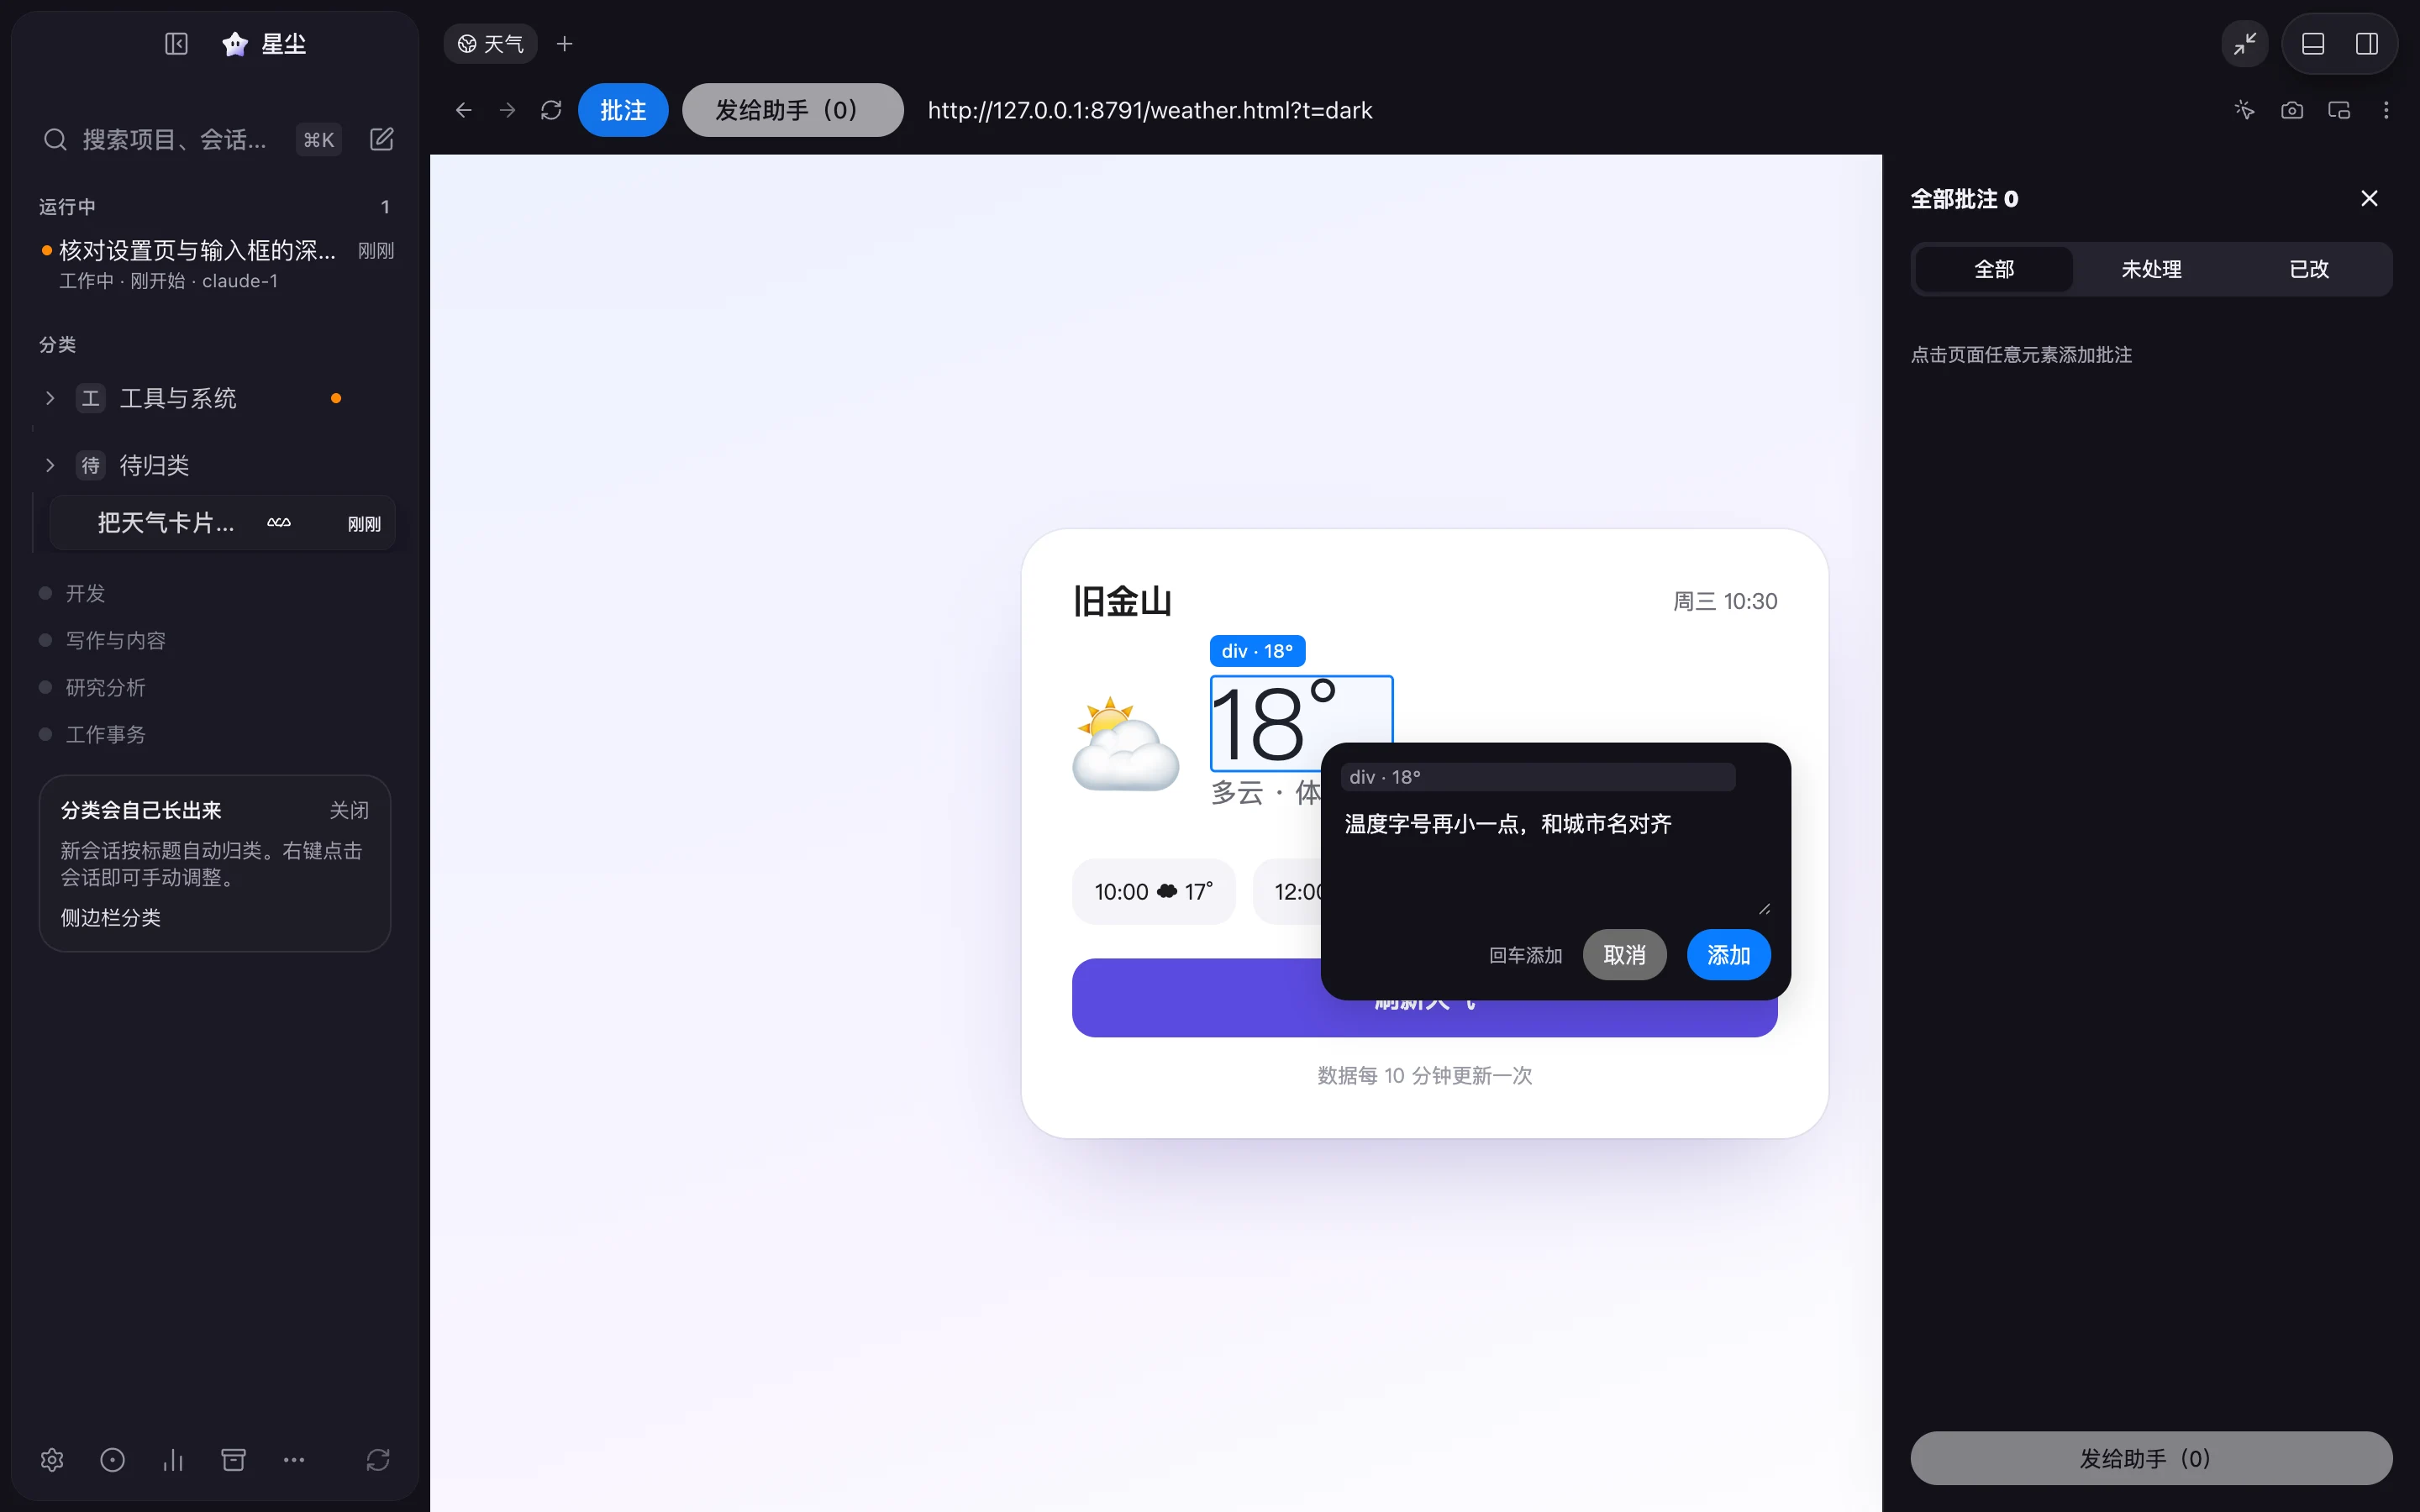 星尘
搜索项目、会话... ⌘K
运行中 1
核对设置页与输入框的深... 刚刚
工作中 · 刚开始 · claude-1
分类
工 工具与系统
待 待归类
把天气卡片... 刚刚
开发
写作与内容
研究分析
工作事务
分类会自己长出来 关闭
新会话按标题自动归类。右键点击
会话即可手动调整。
侧边栏分类
天气
批注 发给助手（0） http://127.0.0.1:8791/weather.html?t=dark
旧金山 周三 10:30
div · 18°
18°
多云 · 体
div · 18°
温度字号再小一点，和城市名对齐
回车添加 取消 添加
10:00 17° 12:00
刷新天气
数据每 10 分钟更新一次
全部批注 0
全部 未处理 已改
点击页面任意元素添加批注
发给助手（0）